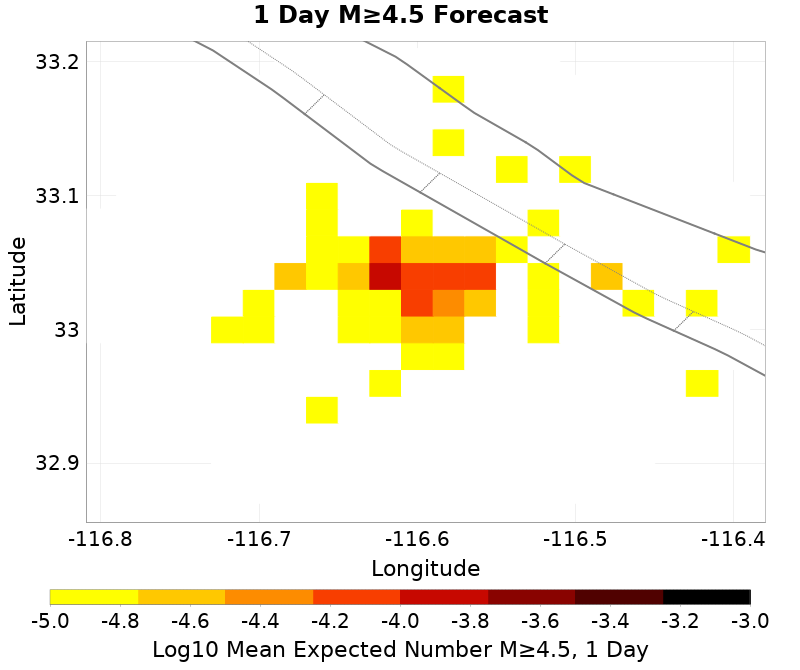 1 Day M≥4.5 Forecast
33.2
33.1
33
32.9
Latitude
-116.8 -116.7 -116.6 -116.5 -116.4
Longitude
-5.0 -4.8 -4.6 -4.4 -4.2 -4.0 -3.8 -3.6 -3.4 -3.2 -3.0
Log10 Mean Expected Number M≥4.5, 1 Day